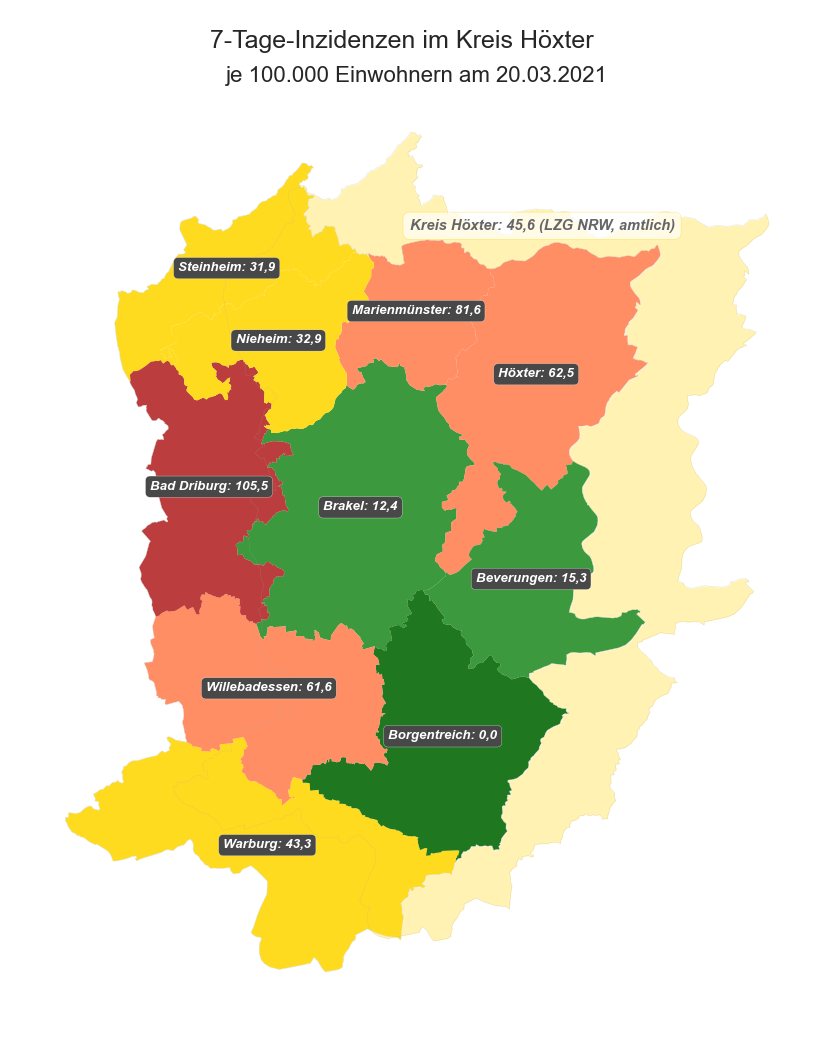 7-Tage-Inzidenzen im Kreis Höxter
je 100.000 Einwohnern am 20.03.2021
Kreis Höxter: 45,6 (LZG NRW, amtlich)
Steinheim: 31,9
Marienmünster: 81,6
Nieheim: 32,9
Höxter: 62,5
Bad Driburg: 105,5
Brakel: 12,4
Beverungen: 15,3
Willebadessen: 61,6
Borgentreich: 0,0
Warburg: 43,3